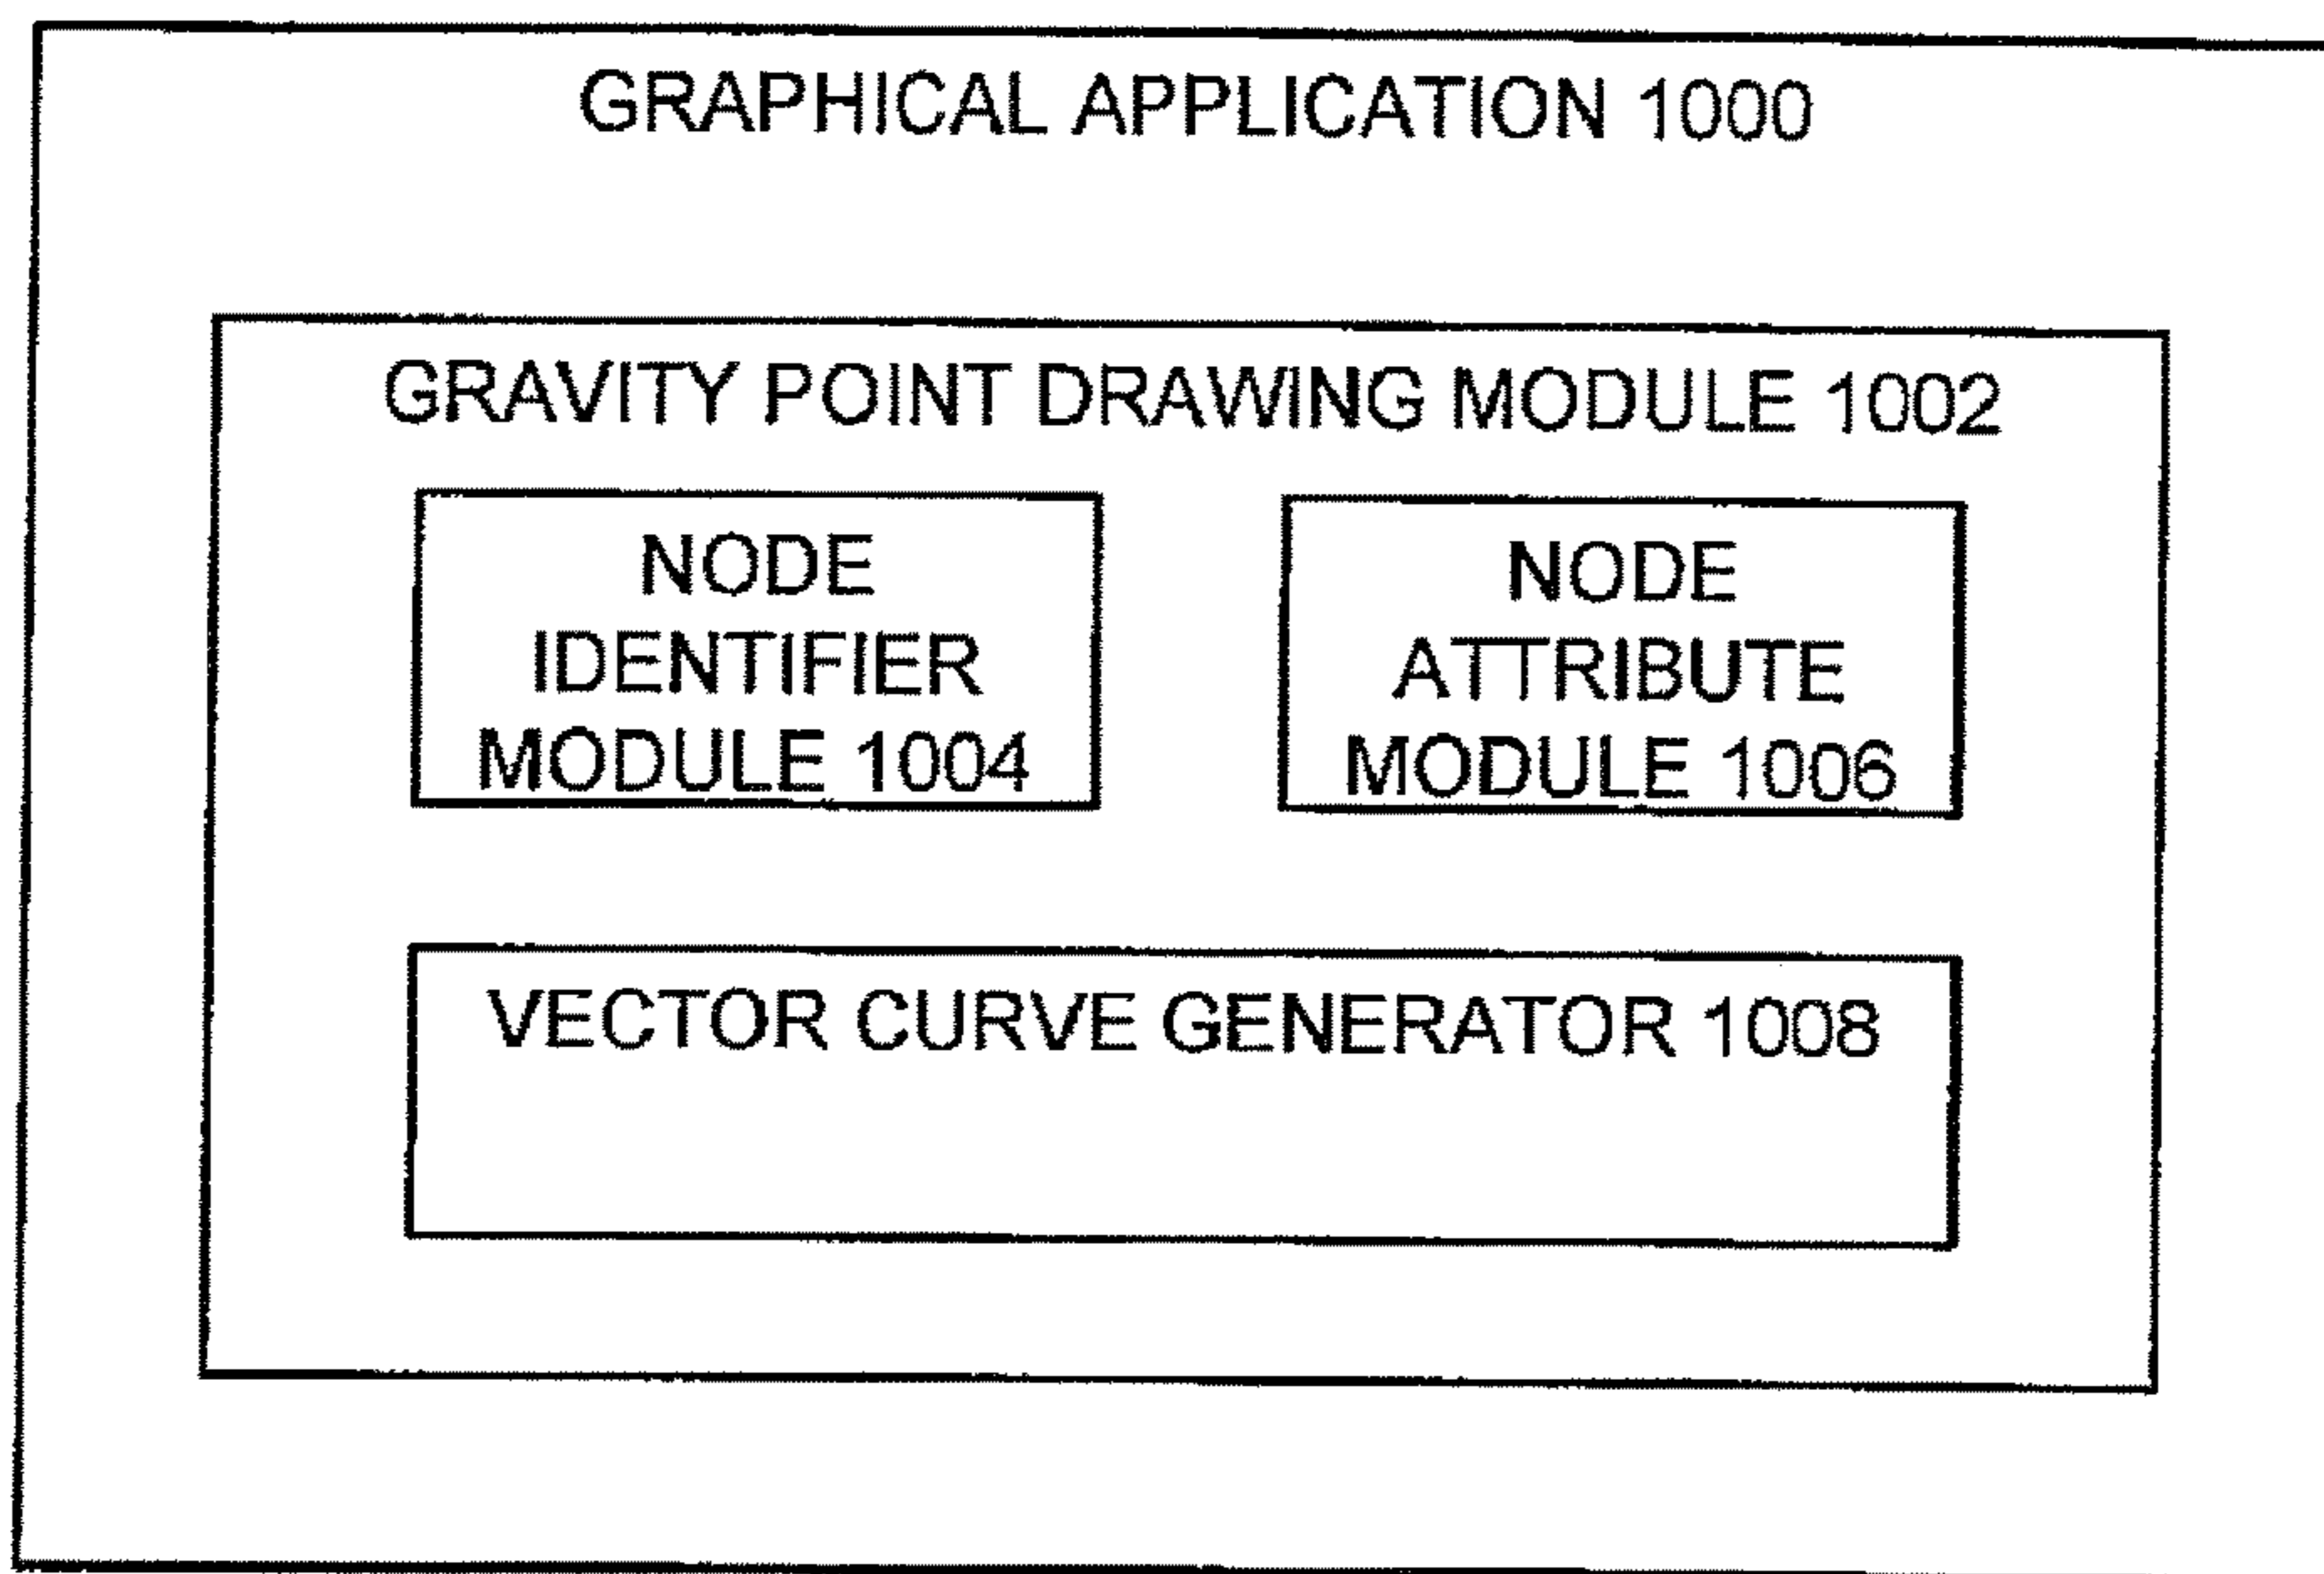 GRAPHICAL APPLICATION 1000
GRAVITY POINT DRAWING MODULE 1002
NODE
IDENTIFIER
MODULE 1004
NODE
ATTRIBUTE
MODULE 1006
VECTOR CURVE GENERATOR 1008